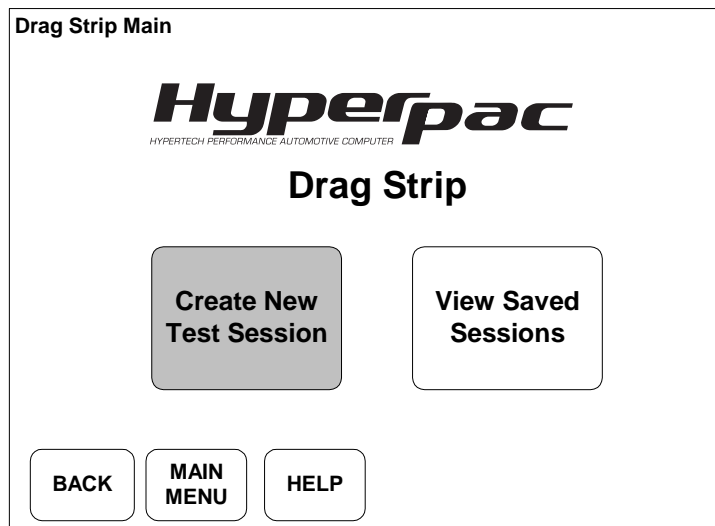 Drag Strip Main
Hyperpac
HYPERTECH PERFORMANCE AUTOMOTIVE COMPUTER
Drag Strip
Create New
Test Session
View Saved
Sessions
BACK
MAIN
MENU
HELP